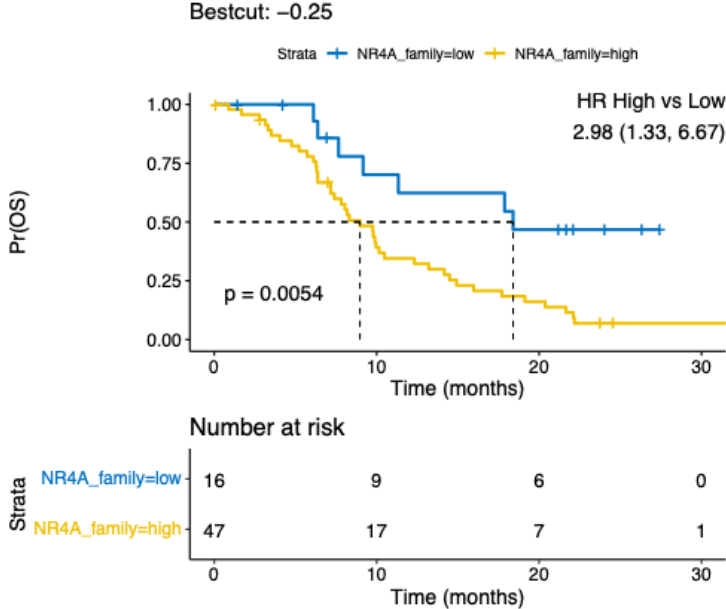 Bestcut: −0.25
Strata NR4A_family=low NR4A_family=high
HR High vs Low
2.98 (1.33, 6.67)
Pr(OS)
1.00
0.75
0.50
0.25
0.00
p = 0.0054
0 10 20 30
Time (months)
Number at risk
Strata
NR4A_family=low 16 9 6 0
NR4A_family=high 47 17 7 1
0 10 20 30
Time (months)